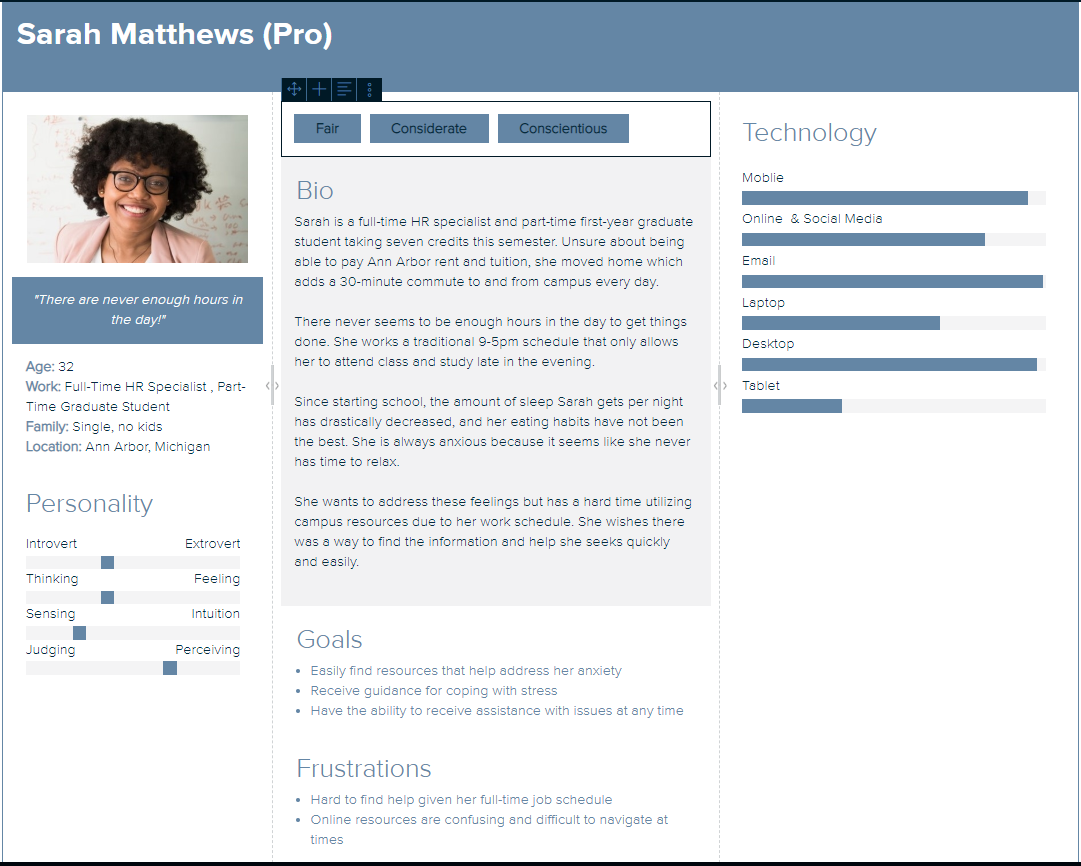 Sarah Matthews (Pro)
"There are never enough hours in
the day!"
Age: 32
Work: Full-Time HR Specialist , Part-
Time Graduate Student
Family: Single, no kids
Location: Ann Arbor, Michigan
Personality
Introvert Extrovert
Thinking Feeling
Sensing Intuition
Judging Perceiving
Fair Considerate Conscientious
Bio
Sarah is a full-time HR specialist and part-time first-year graduate
student taking seven credits this semester. Unsure about being
able to pay Ann Arbor rent and tuition, she moved home which
adds a 30-minute commute to and from campus every day.
There never seems to be enough hours in the day to get things
done. She works a traditional 9-5pm schedule that only allows
her to attend class and study late in the evening.
Since starting school, the amount of sleep Sarah gets per night
has drastically decreased, and her eating habits have not been
the best. She is always anxious because it seems like she never
has time to relax.
She wants to address these feelings but has a hard time utilizing
campus resources due to her work schedule. She wishes there
was a way to find the information and help she seeks quickly
and easily.
Goals
• Easily find resources that help address her anxiety
• Receive guidance for coping with stress
• Have the ability to receive assistance with issues at any time
Frustrations
• Hard to find help given her full-time job schedule
• Online resources are confusing and difficult to navigate at
times
Technology
Moblie
Online & Social Media
Email
Laptop
Desktop
Tablet